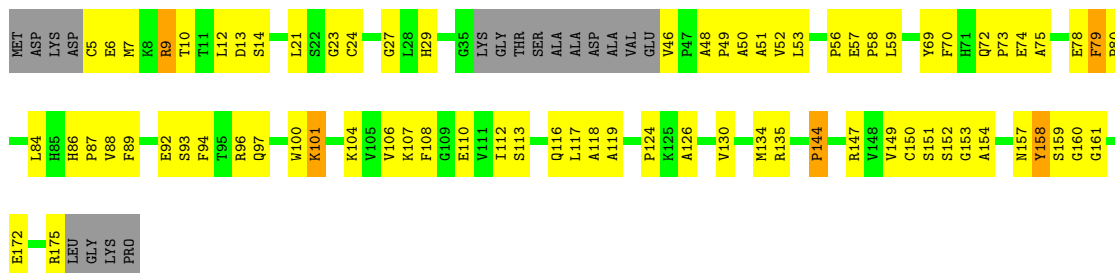 MET ASP LYS ASP C5 E6 M7 K8 R9 T10 T11 L12 D13 S14 L21 S22 G23 C24 G27 L28 H29 G35 LYS GLY THR SER ALA ALA ASP ALA VAL GLU V46 P47 A48 P49 A50 A51 V52 L53 P56 E57 P58 L59 Y69 F70 H71 Q72 P73 E74 A75 E78 F79
L84 H85 H86 P87 V88 F89 E92 S93 F94 T95 R96 Q97 W100 K101 K104 V105 V106 K107 F108 G109 E110 V111 I112 S113 Q116 L117 A118 A119 P124 K125 A126 V130 M134 R135 P144 R147 V148 V149 C150 S151 S152 G153 A154 N157 Y158 S159 G160 G161
E172 R175 LEU GLY LYS PRO